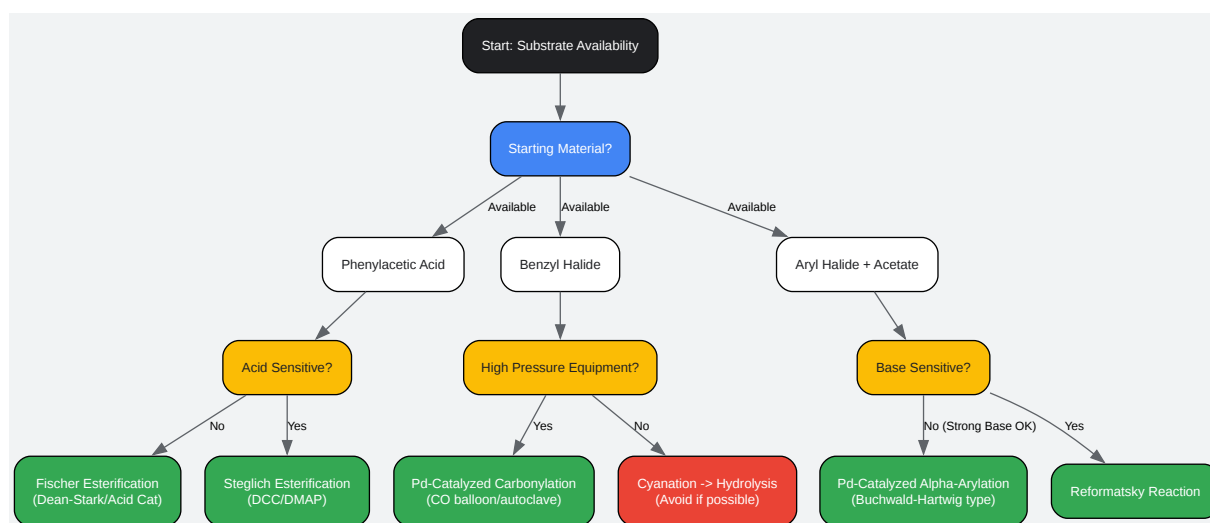 Start: Substrate Availability
Starting Material?
Available
Available
Available
Phenylacetic Acid
Benzyl Halide
Aryl Halide + Acetate
Acid Sensitive?
High Pressure Equipment?
Base Sensitive?
No
Yes
Yes
No
No (Strong Base OK)
Yes
Fischer Esterification
(Dean-Stark/Acid Cat)
Steglich Esterification
(DCC/DMAP)
Pd-Catalyzed Carbonylation
(CO balloon/autoclave)
Cyanation -> Hydrolysis
(Avoid if possible)
Pd-Catalyzed Alpha-Arylation
(Buchwald-Hartwig type)
Reformatsky Reaction